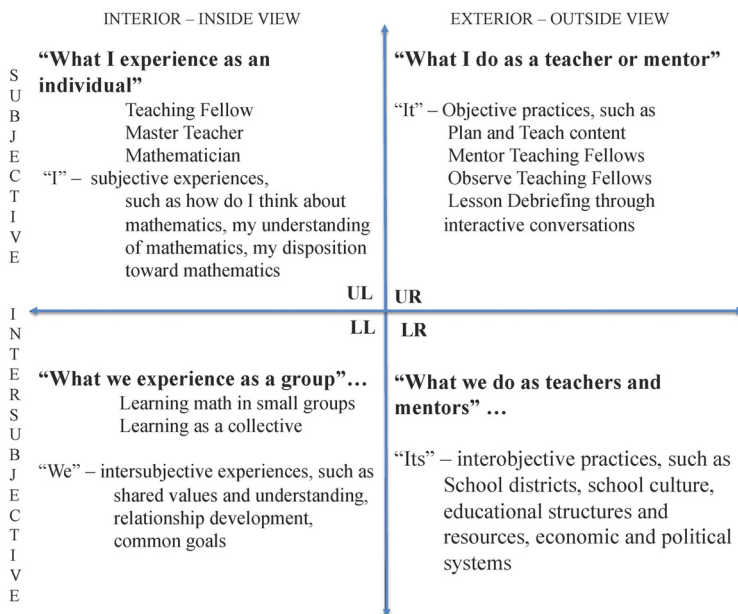 INTERIOR – INSIDE VIEW
EXTERIOR – OUTSIDE VIEW
SUBJECTIVE
“What I experience as an
individual”
Teaching Fellow
Master Teacher
Mathematician
“I” – subjective experiences,
such as how do I think about
mathematics, my understanding
of mathematics, my disposition
toward mathematics
UL
“What I do as a teacher or mentor”
“It” – Objective practices, such as
Plan and Teach content
Mentor Teaching Fellows
Observe Teaching Fellows
Lesson Debriefing through
interactive conversations
UR
INTERSUBJECTIVE
LL
“What we experience as a group”…
Learning math in small groups
Learning as a collective
“We” – intersubjective experiences, such as
shared values and understanding,
relationship development,
common goals
LR
“What we do as teachers and
mentors” …
“Its” – interobjective practices, such as
School districts, school culture,
educational structures and
resources, economic and political
systems